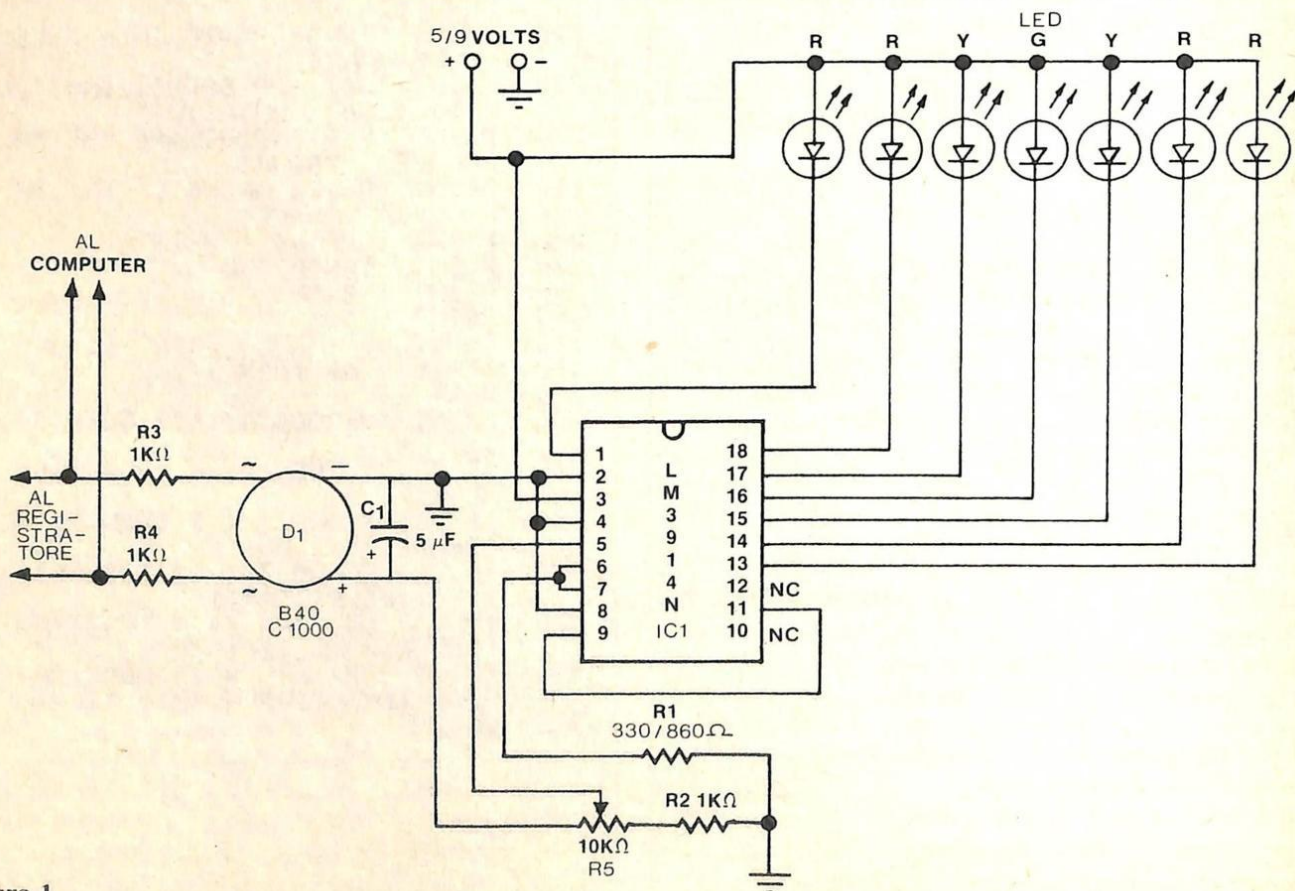 5/9 VOLTS
+ −
LED
R R Y G Y R R
AL
COMPUTER
R3
1KΩ
AL
REGI-
STRA-
TORE
R4
1KΩ
~ −
D1
~ +
B40
C 1000
C1
5 μF
+
1 18
2 17
3 16
4 15
5 14
6 13
7 12 NC
8 11
9 10 NC
L
M
3
9
1
4
N
IC1
R1
330/860Ω
R2 1KΩ
10KΩ
R5